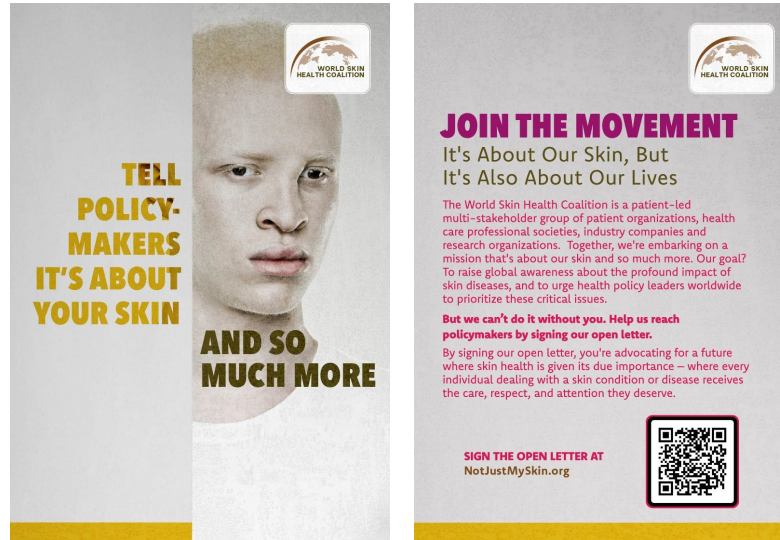 WORLD SKIN
HEALTH COALITION
TELL
POLICY-
MAKERS
IT'S ABOUT
YOUR SKIN
AND SO
MUCH MORE
WORLD SKIN
HEALTH COALITION
JOIN THE MOVEMENT
It's About Our Skin, But
It's Also About Our Lives
The World Skin Health Coalition is a patient-led
multi-stakeholder group of patient organizations, health
care professional societies, industry companies and
research organizations. Together, we're embarking on a
mission that's about our skin and so much more. Our goal?
To raise global awareness about the profound impact of
skin diseases, and to urge health policy leaders worldwide
to prioritize these critical issues.
But we can't do it without you. Help us reach
policymakers by signing our open letter.
By signing our open letter, you're advocating for a future
where skin health is given its due importance – where every
individual dealing with a skin condition or disease receives
the care, respect, and attention they deserve.
SIGN THE OPEN LETTER AT
NotJustMySkin.org